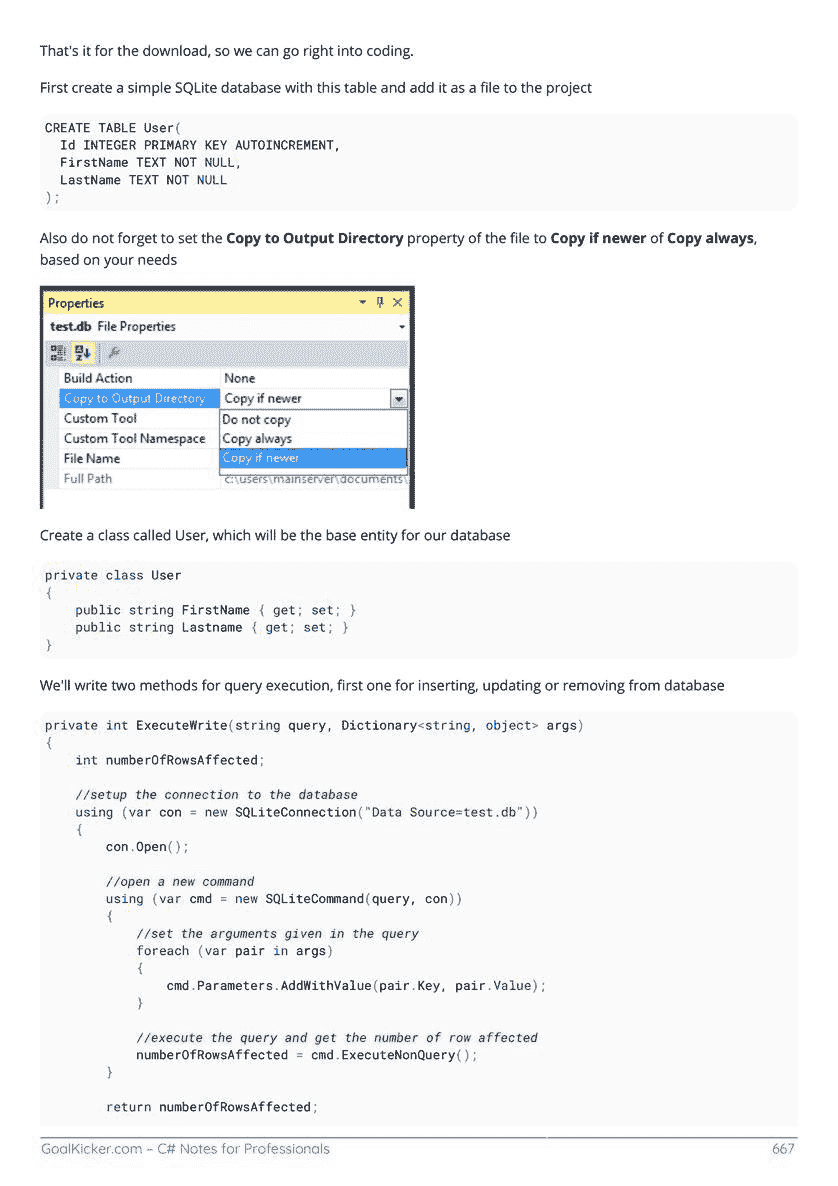 That's it for the download, so we can go right into coding.
First create a simple SQLite database with this table and add it as a file to the project
CREATE TABLE User(
  Id INTEGER PRIMARY KEY AUTOINCREMENT,
  FirstName TEXT NOT NULL,
  LastName TEXT NOT NULL
);
Also do not forget to set the Copy to Output Directory property of the file to Copy if newer of Copy always,
based on your needs
Properties
test.db File Properties
Build Action None
Copy to Output Directory Copy if newer
Custom Tool Do not copy
Custom Tool Namespace Copy always
File Name Copy if newer
Full Path c:\users\mainserver\documents\
Create a class called User, which will be the base entity for our database
private class User
{
    public string FirstName { get; set; }
    public string Lastname { get; set; }
}
We'll write two methods for query execution, first one for inserting, updating or removing from database
private int ExecuteWrite(string query, Dictionary<string, object> args)
{
    int numberOfRowsAffected;
    //setup the connection to the database
    using (var con = new SQLiteConnection("Data Source=test.db"))
    {
        con.Open();
        //open a new command
        using (var cmd = new SQLiteCommand(query, con))
        {
            //set the arguments given in the query
            foreach (var pair in args)
            {
                cmd.Parameters.AddWithValue(pair.Key, pair.Value);
            }
            //execute the query and get the number of row affected
            numberOfRowsAffected = cmd.ExecuteNonQuery();
        }
        return numberOfRowsAffected;
GoalKicker.com – C# Notes for Professionals 667